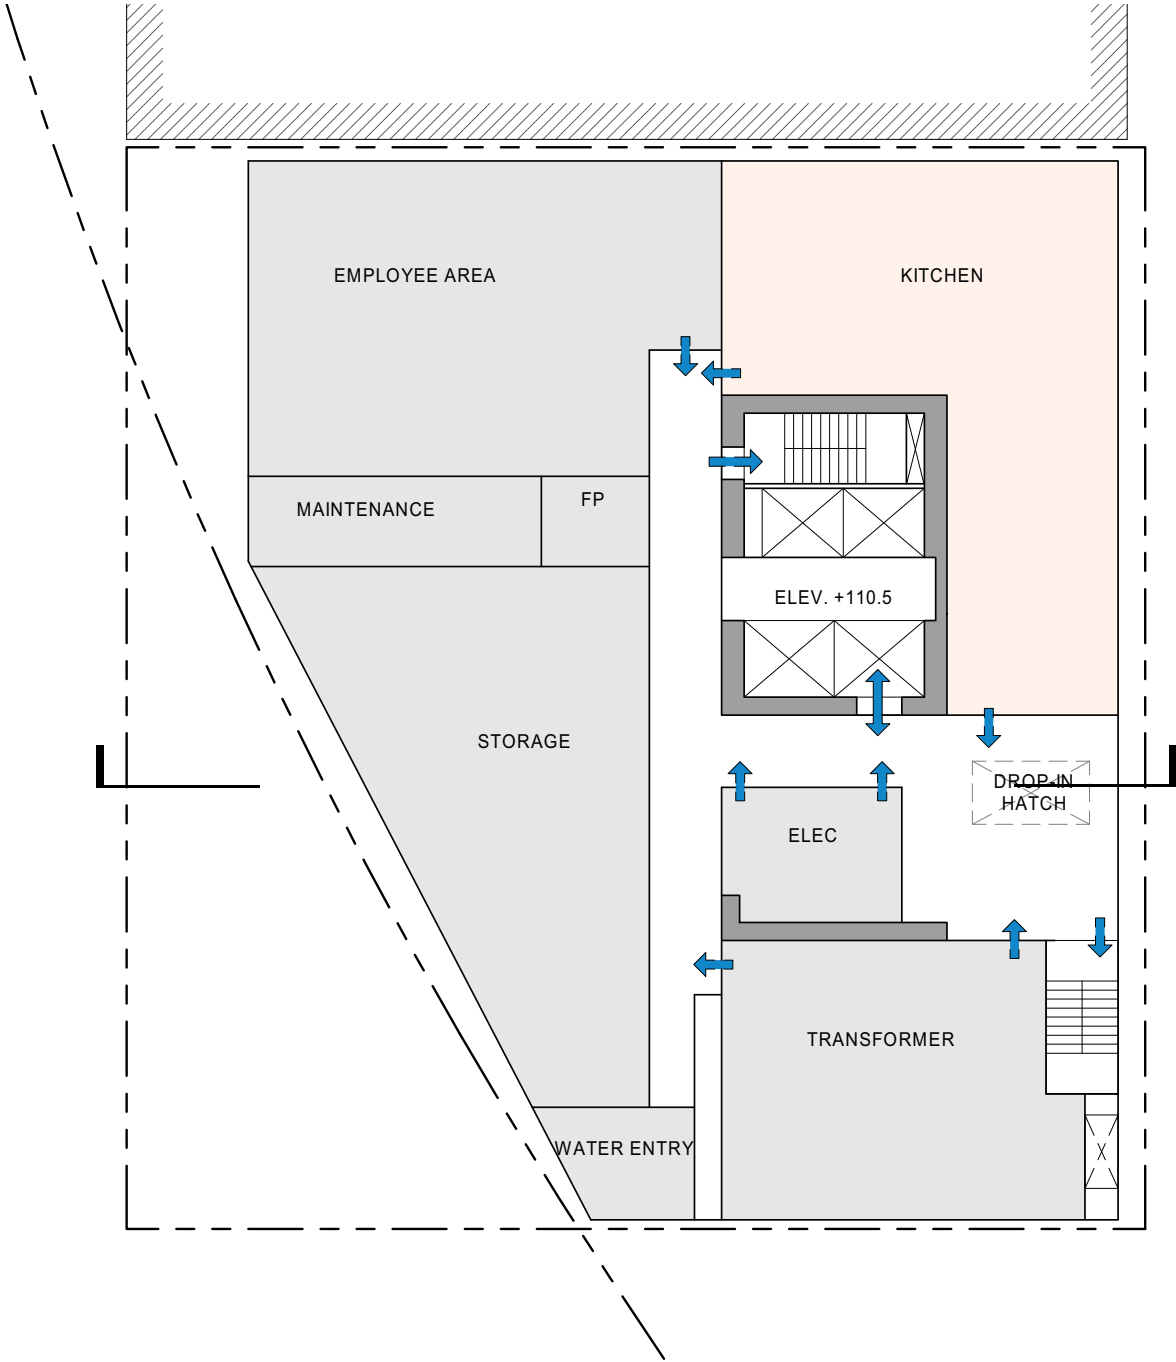 EMPLOYEE AREA
KITCHEN
MAINTENANCE
FP
ELEV. +110.5
STORAGE
DROP-IN
HATCH
ELEC
TRANSFORMER
WATER ENTRY